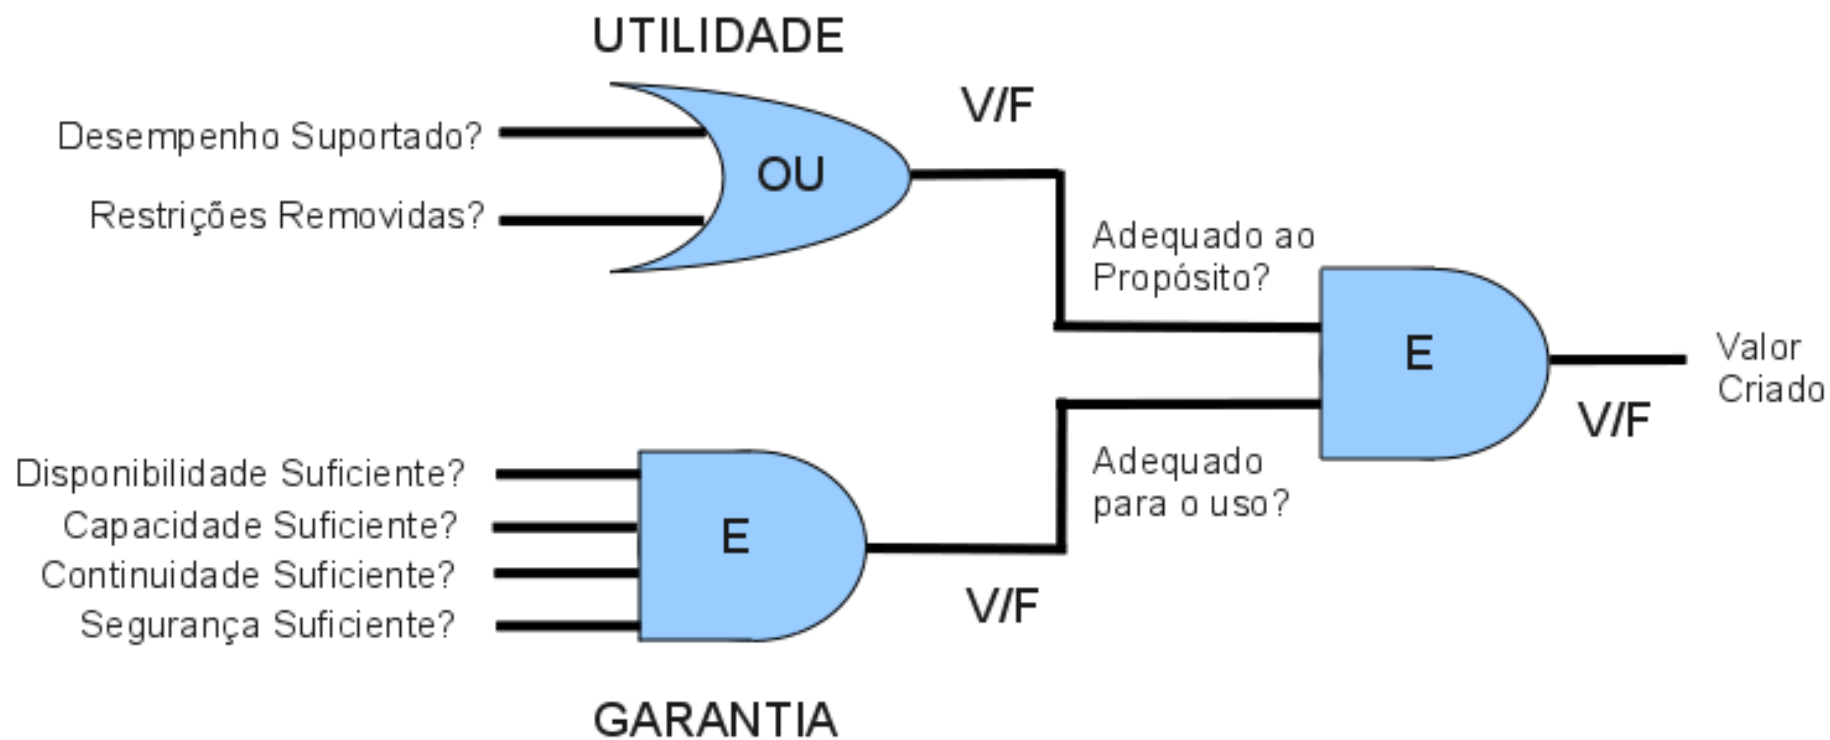 UTILIDADE
V/F
Desempenho Suportado?
OU
Restrições Removidas?
Adequado ao
Propósito?
E
Valor
Criado
V/F
Adequado
para o uso?
Disponibilidade Suficiente?
Capacidade Suficiente?
E
Continuidade Suficiente?
Segurança Suficiente?
V/F
GARANTIA